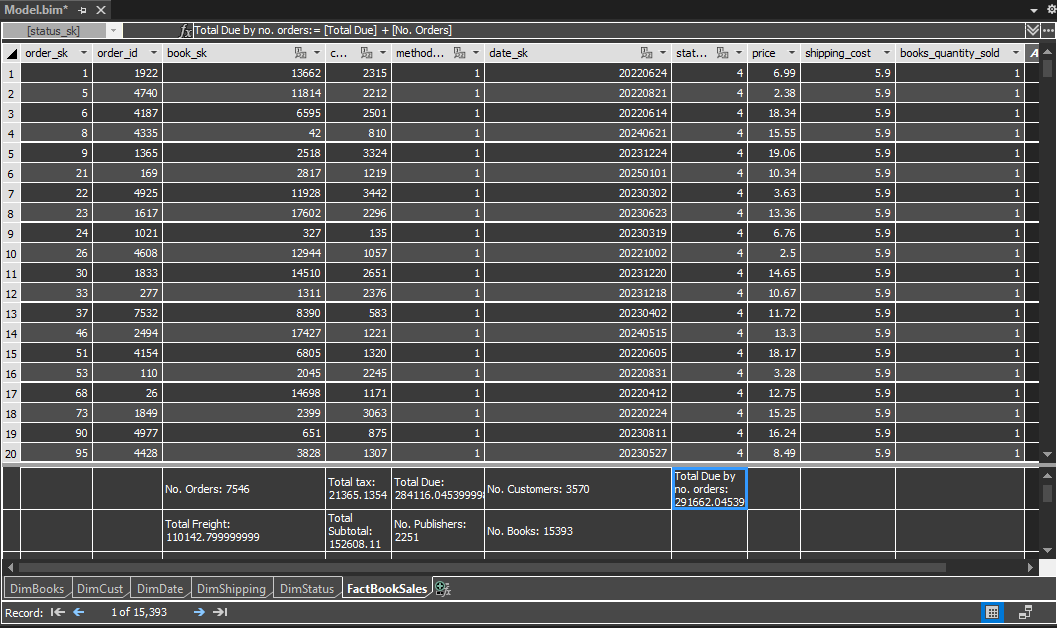 Model.bim*
[status_sk] fx Total Due by no. orders:= [Total Due] + [No. Orders]
order_sk order_id book_sk c... method... date_sk stat... price shipping_cost books_quantity_sold A
1 1 1922 13662 2315 1 20220624 4 6.99 5.9 1
2 5 4740 11814 2212 1 20220821 4 2.38 5.9 1
3 6 4187 6595 2501 1 20220614 4 18.34 5.9 1
4 8 4335 42 810 1 20240621 4 15.55 5.9 1
5 9 1365 2518 3324 1 20231224 4 19.06 5.9 1
6 21 169 2817 1219 1 20250101 4 10.34 5.9 1
7 22 4925 11928 3442 1 20230302 4 3.63 5.9 1
8 23 1617 17602 2296 1 20230623 4 13.36 5.9 1
9 24 1021 327 135 1 20230319 4 6.76 5.9 1
10 26 4608 12944 1057 1 20221002 4 2.5 5.9 1
11 30 1833 14510 2651 1 20231220 4 14.65 5.9 1
12 33 277 1311 2376 1 20231218 4 10.67 5.9 1
13 37 7532 8390 583 1 20230402 4 11.72 5.9 1
14 46 2494 17427 1221 1 20240515 4 13.3 5.9 1
15 51 4154 6805 1320 1 20220605 4 18.17 5.9 1
16 53 110 2045 2245 1 20220831 4 3.28 5.9 1
17 68 26 14698 1171 1 20220412 4 12.75 5.9 1
18 73 1849 2399 3063 1 20220224 4 15.25 5.9 1
19 90 4977 651 875 1 20230811 4 16.24 5.9 1
20 95 4428 3828 1307 1 20230527 4 8.49 5.9 1
No. Orders: 7546
Total tax:
21365.1354
Total Due:
284116.045399998
No. Customers: 3570
Total Due by
no. orders:
291662.04539
Total Freight:
110142.799999999
Total
Subtotal:
152608.11
No. Publishers:
2251
No. Books: 15393
DimBooks DimCust DimDate DimShipping DimStatus FactBookSales
Record: 1 of 15,393